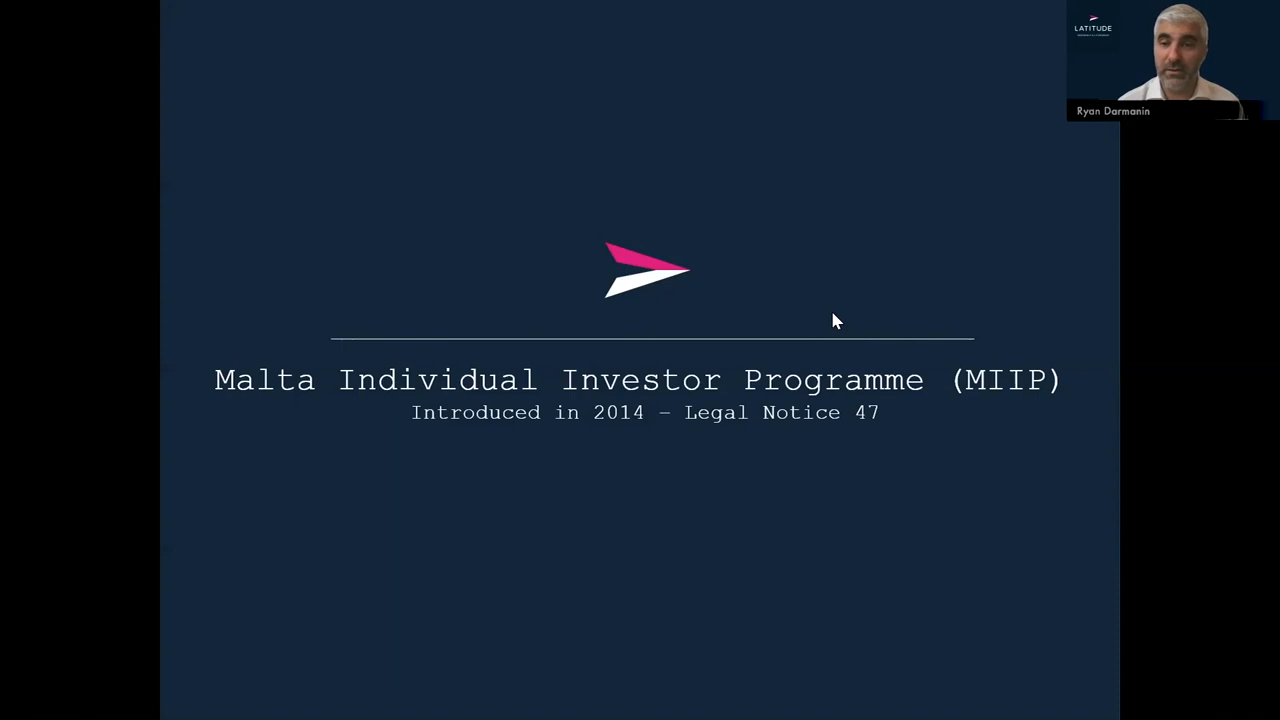 LATITUDE
Ryan Darmanin
Malta Individual Investor Programme (MIIP)
Introduced in 2014 – Legal Notice 47